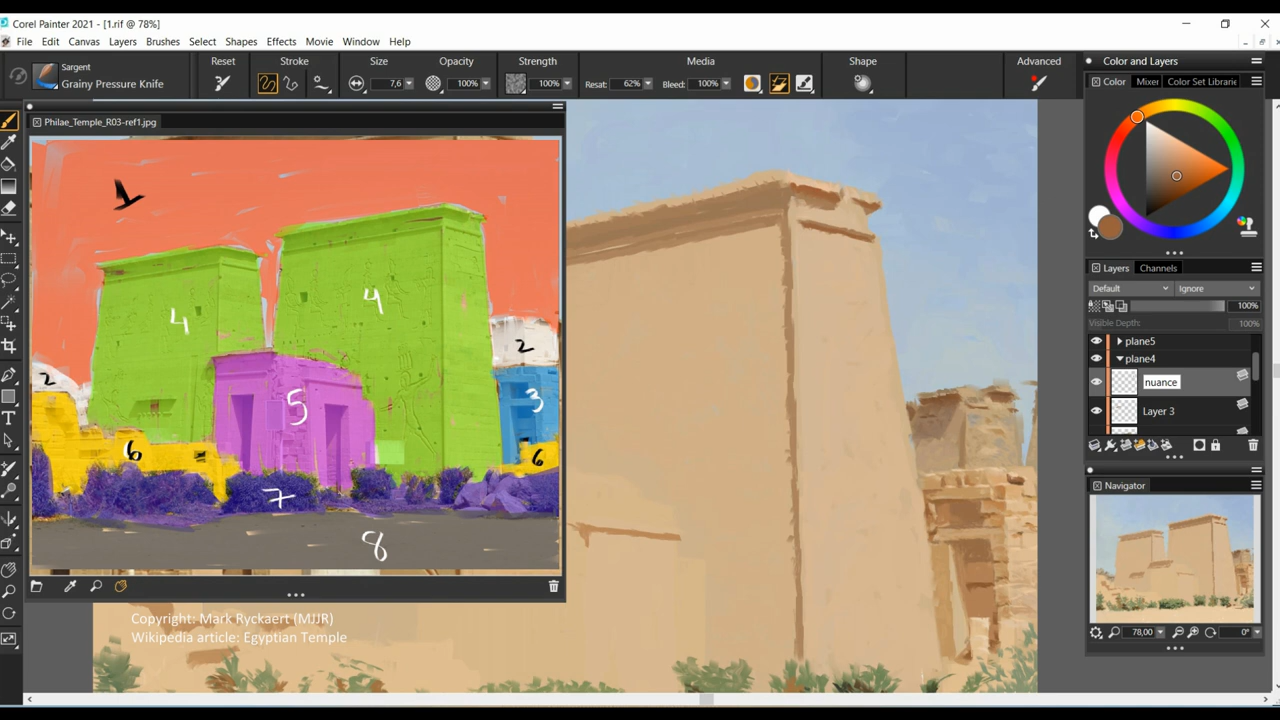 Corel Painter 2021 - [1.rif @ 78%]
File Edit Canvas Layers Brushes Select Shapes Effects Movie Window Help
Sargent
Grainy Pressure Knife
Reset Stroke Size Opacity Strength Media Shape Advanced
7,6 100% 100% Resat: 62% Bleed: 100%
Color and Layers
Color Mixer Color Set Librarie
Philae_Temple_R03-ref1.jpg
4
4
2
2
3
5
6
6
7
8
Copyright: Mark Ryckaert (MJJR)
Wikipedia article: Egyptian Temple
Layers Channels
Default Ignore
100%
Visible Depth: 100%
plane5
plane4
nuance
Layer 3
Navigator
78,00 0°